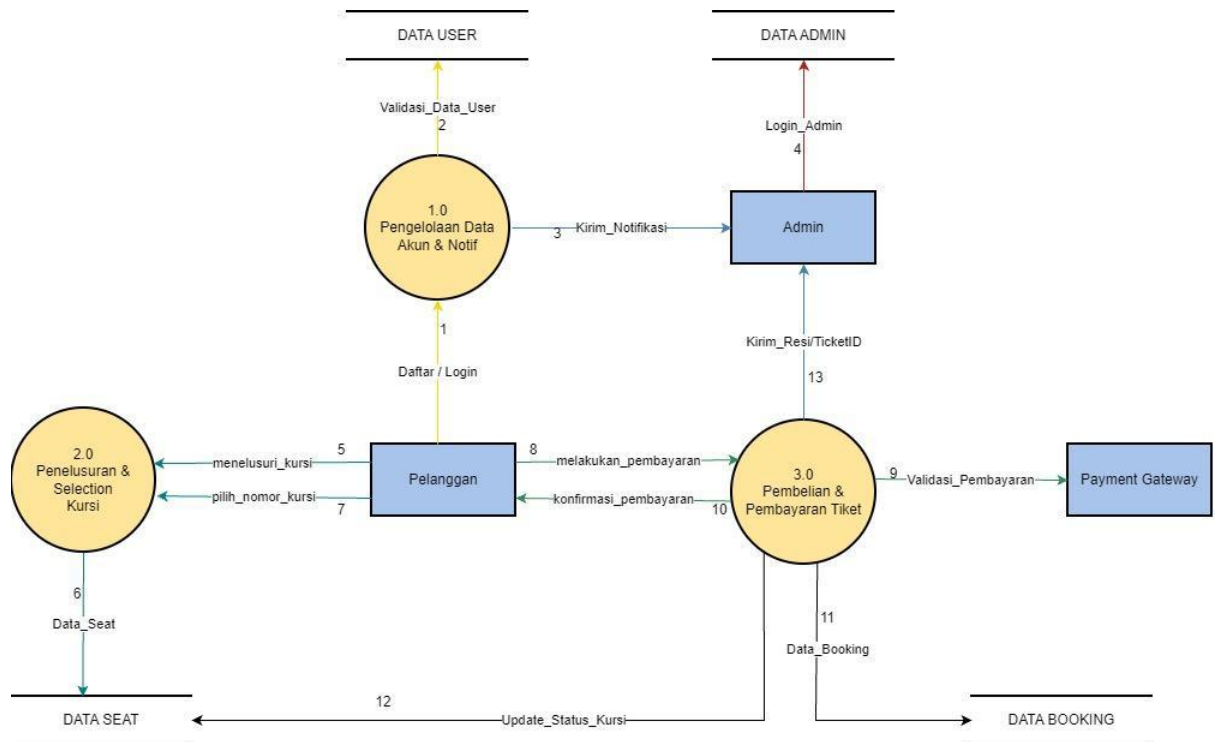 DATA USER
DATA ADMIN
Validasi_Data_User
2
Login_Admin
4
1.0
Pengelolaan Data
Akun & Notif
3
Kirim_Notifikasi
Admin
1
Daftar / Login
Kirim_Resi/TicketID
13
2.0
Penelusuran &
Selection
Kursi
5
menelusuri_kursi
pilih_nomor_kursi
7
Pelanggan
8
melakukan_pembayaran
konfirmasi_pembayaran
10
3.0
Pembelian &
Pembayaran Tiket
9
Validasi_Pembayaran
Payment Gateway
6
Data_Seat
11
Data_Booking
12
Update_Status_Kursi
DATA SEAT
DATA BOOKING